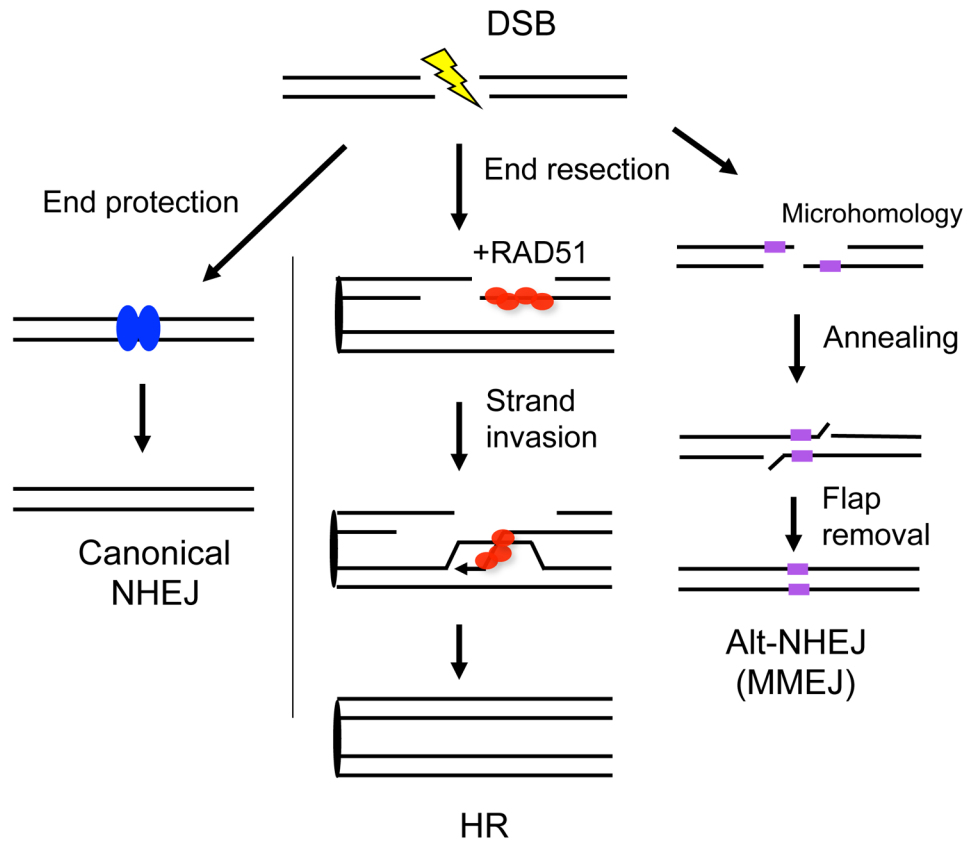 DSB
End protection
End resection
Microhomology
+RAD51
Annealing
Strand
invasion
Flap
removal
Canonical
NHEJ
Alt-NHEJ
(MMEJ)
HR